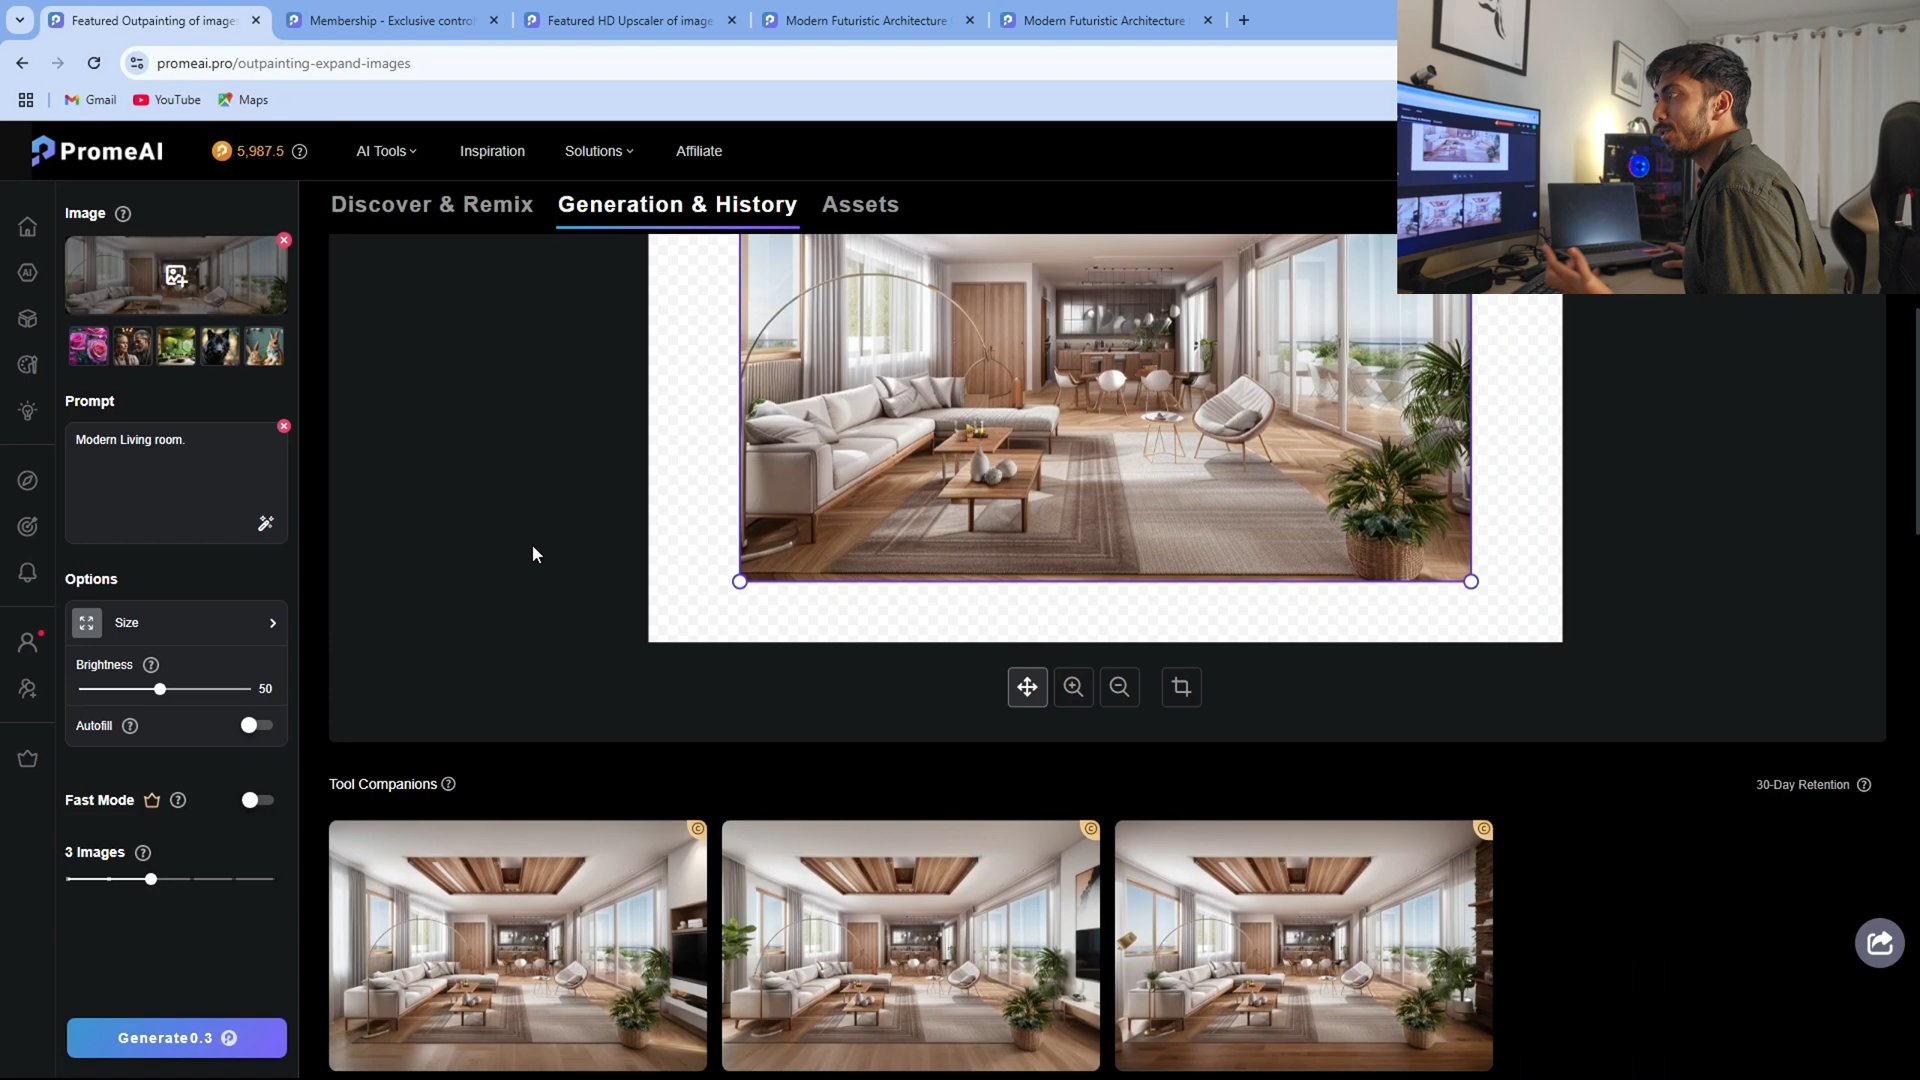 Featured Outpainting of image
Membership - Exclusive contro
Featured HD Upscaler of image
Modern Futuristic Architecture
Modern Futuristic Architecture
promeai.pro/outpainting-expand-images
Gmail
YouTube
Maps
PromeAI
5,987.5
AI Tools
Inspiration
Solutions
Affiliate
Discover & Remix
Generation & History
Assets
Image
Prompt
Modern Living room.
Options
Size
Brightness
50
Autofill
Tool Companions
30-Day Retention
Fast Mode
3 Images
Generate0.3